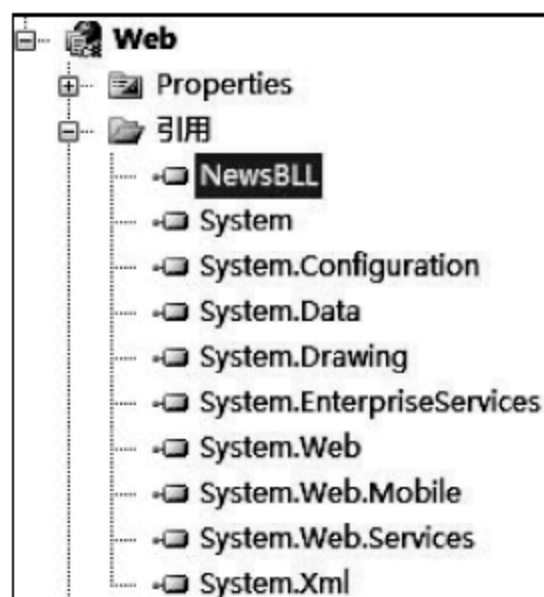 Web
Properties
引用
NewsBLL
System
System.Configuration
System.Data
System.Drawing
System.EnterpriseServices
System.Web
System.Web.Mobile
System.Web.Services
System.Xml